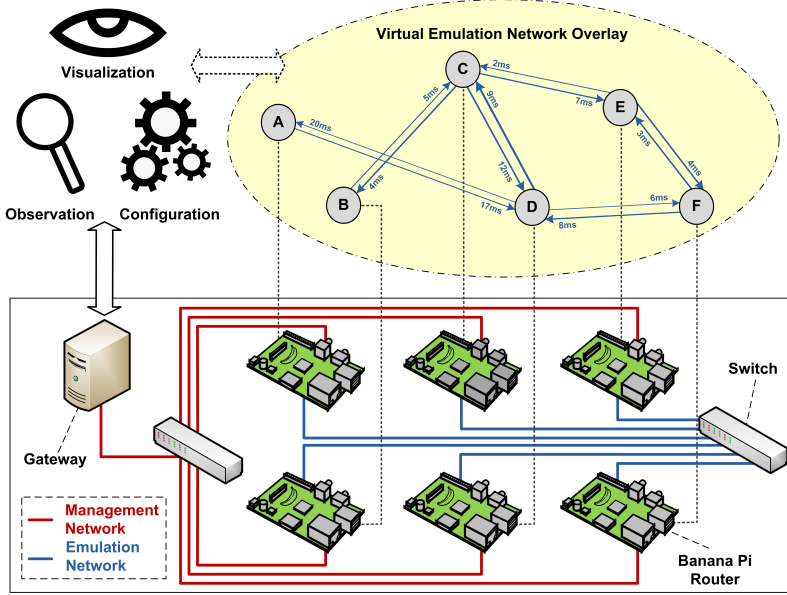 Virtual Emulation Network Overlay
Visualization
C
2ms
7ms
E
5ms
9ms
A
20ms
4ms
3ms
12ms
4ms
B
17ms
D
6ms
F
8ms
Observation
Configuration
Switch
Gateway
Management
Network
Emulation
Network
Banana Pi
Router